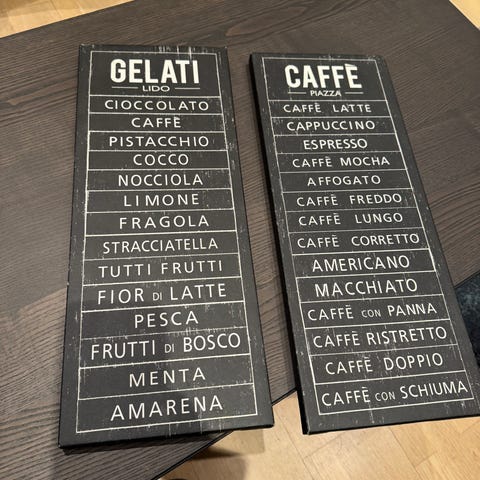 GELATI
LIDO
CIOCCOLATO
CAFFÈ
PISTACCHIO
COCCO
NOCCIOLA
LIMONE
FRAGOLA
STRACCIATELLA
TUTTI FRUTTI
FIOR DI LATTE
PESCA
FRUTTI DI BOSCO
MENTA
AMARENA
CAFFÈ
PIAZZA
CAFFÈ LATTE
CAPPUCCINO
ESPRESSO
CAFFÈ MOCHA
AFFOGATO
CAFFÈ FREDDO
CAFFÈ LUNGO
CAFFÈ CORRETTO
AMERICANO
MACCHIATO
CAFFÈ CON PANNA
CAFFÈ RISTRETTO
CAFFÈ DOPPIO
CAFFÈ CON SCHIUMA